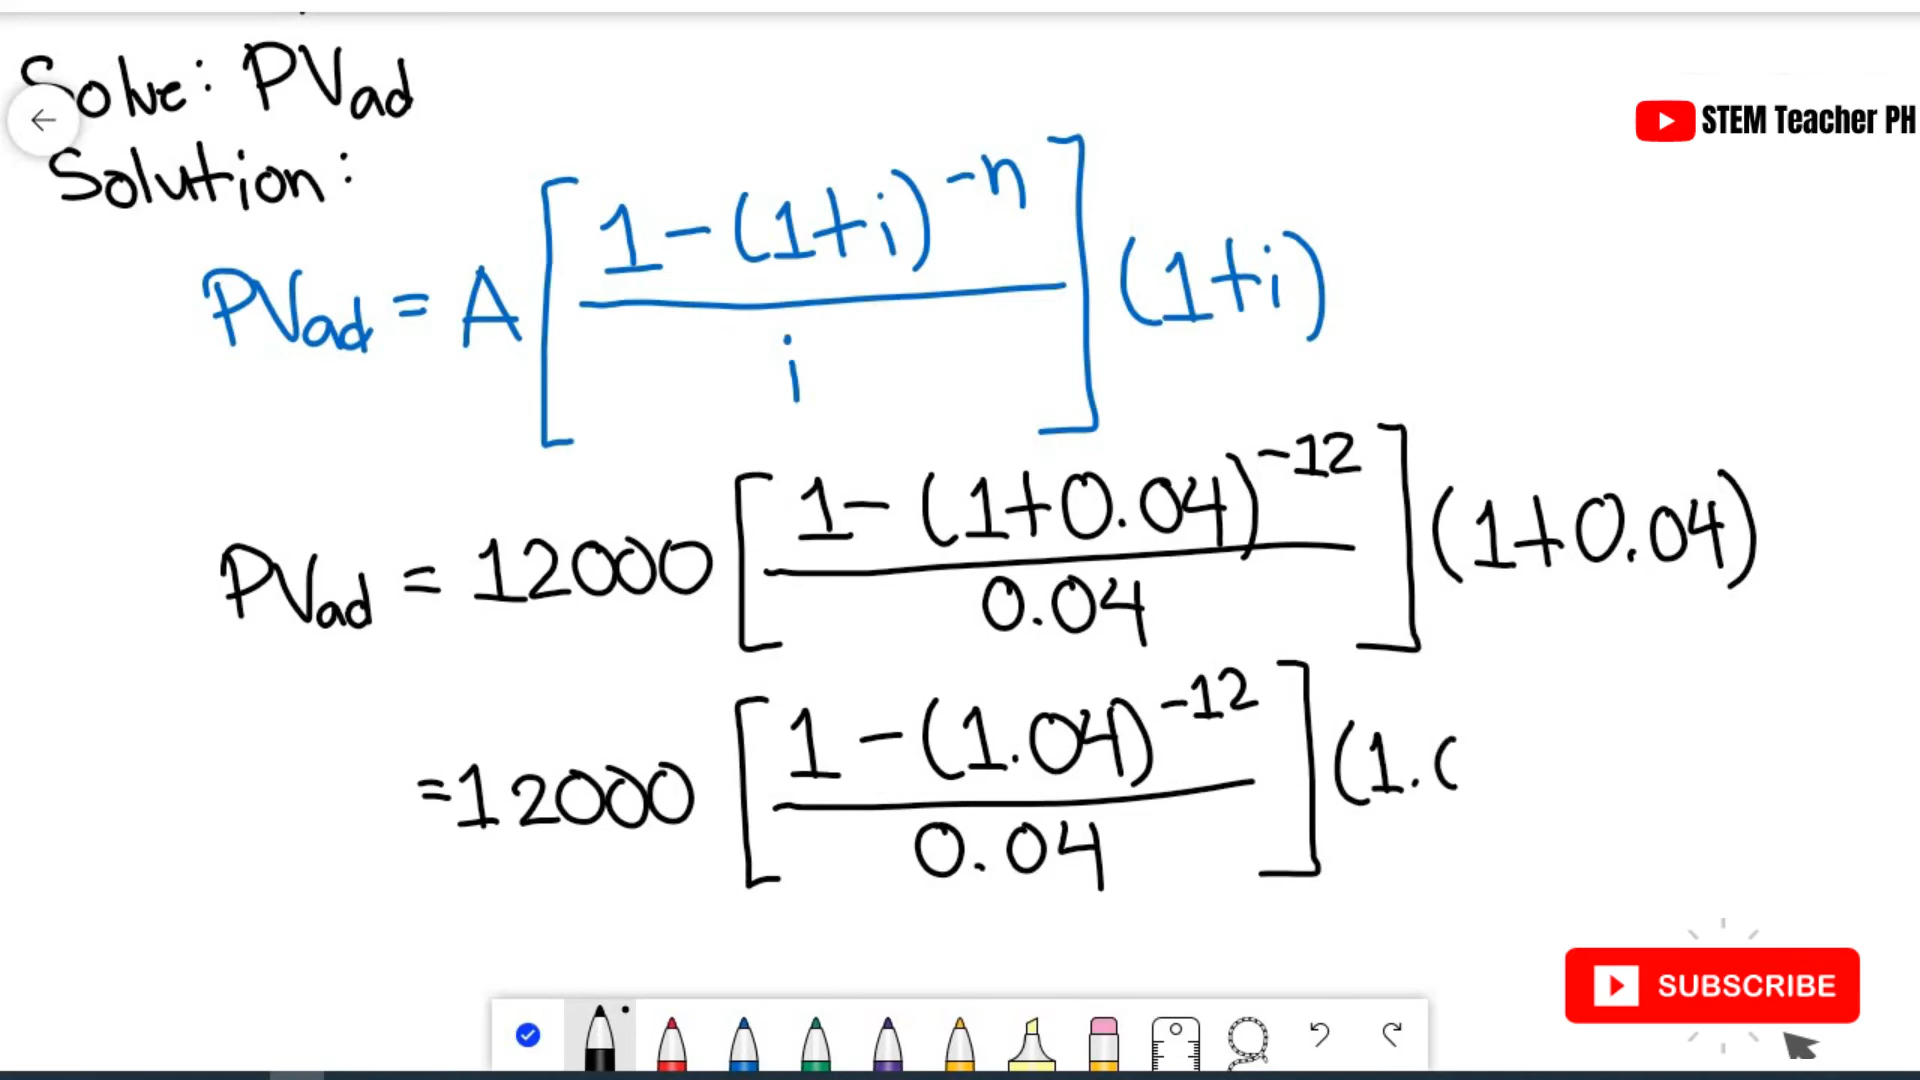 Solve: PVad
STEM Teacher PH
Solution:
PVad = A [ 1-(1+i)^-n / i ] (1+i)
PVad = 12000 [ 1-(1+0.04)^-12 / 0.04 ] (1+0.04)
=12000 [ 1-(1.04)^-12 / 0.04 ] (1.0
SUBSCRIBE